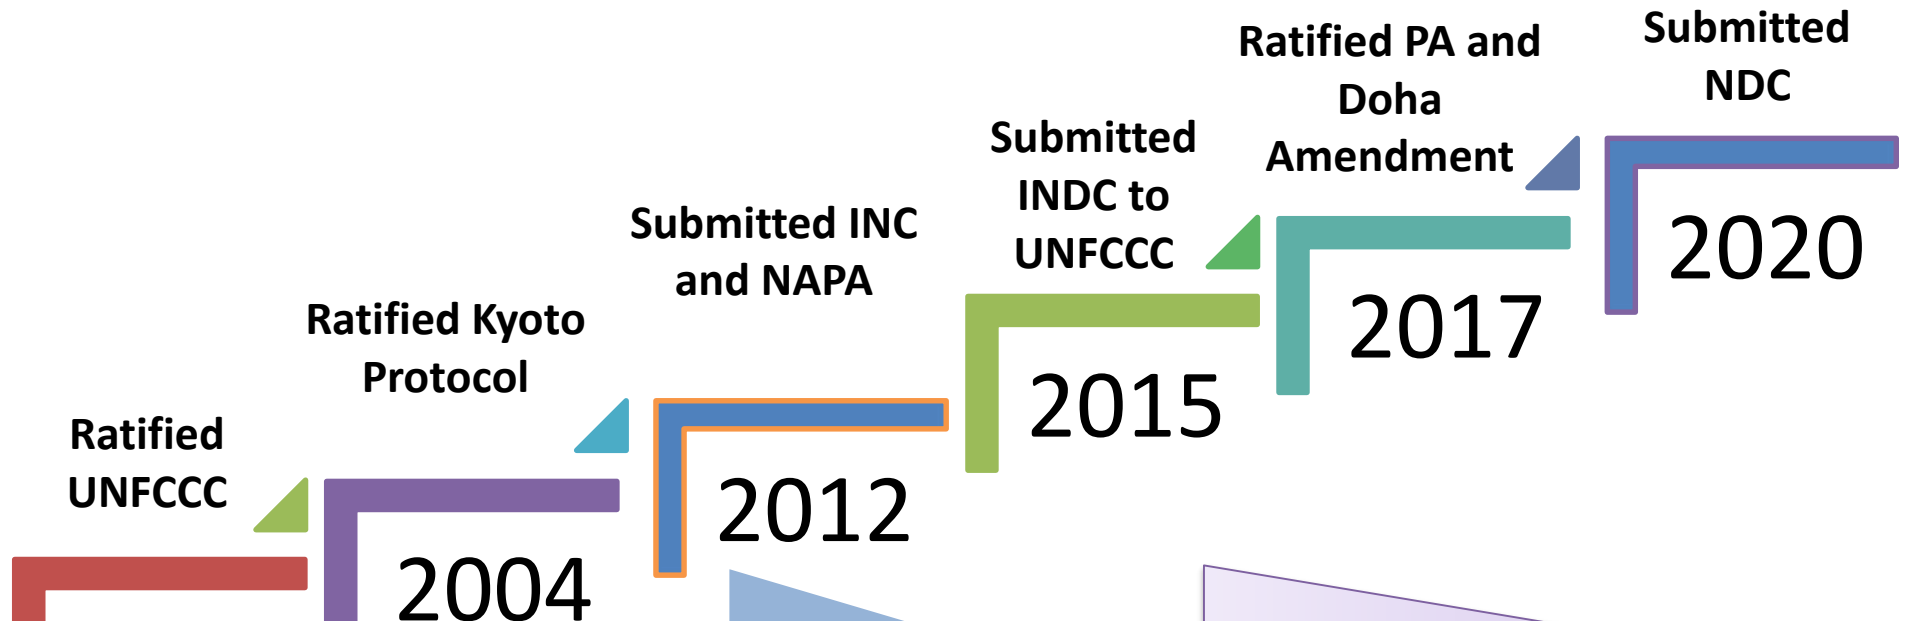 Ratified
UNFCCC
Ratified Kyoto
Protocol
2004
Submitted INC
and NAPA
2012
Submitted
INDC to
UNFCCC
2015
Ratified PA and
Doha
Amendment
2017
Submitted
NDC
2020